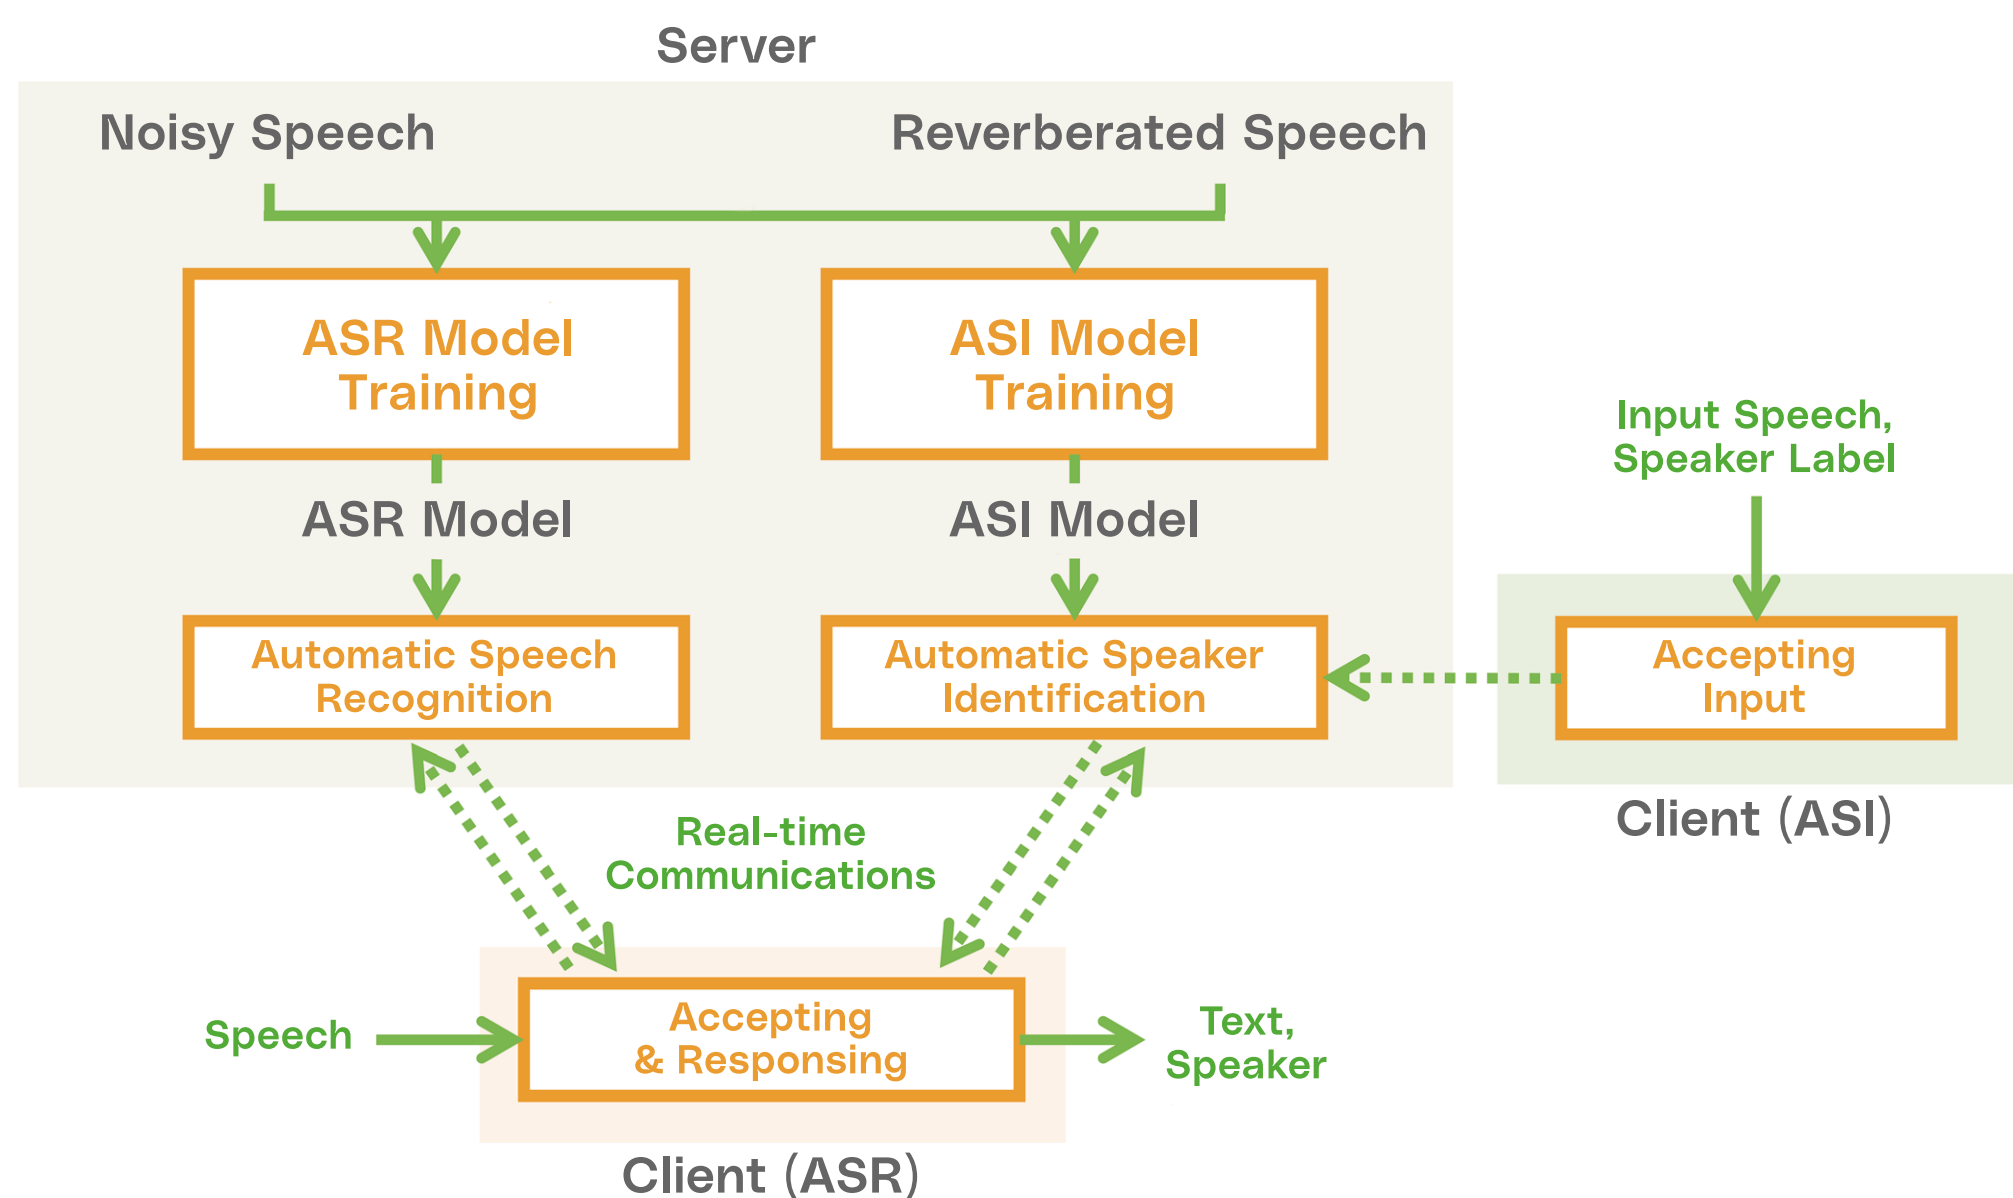 Server
Noisy Speech
Reverberated Speech
ASR Model
Training
ASI Model
Training
Input Speech,
Speaker Label
ASR Model
ASI Model
Automatic Speech
Recognition
Automatic Speaker
Identification
Accepting
Input
Client (ASI)
Real-time
Communications
Speech
Accepting
& Responsing
Text,
Speaker
Client (ASR)